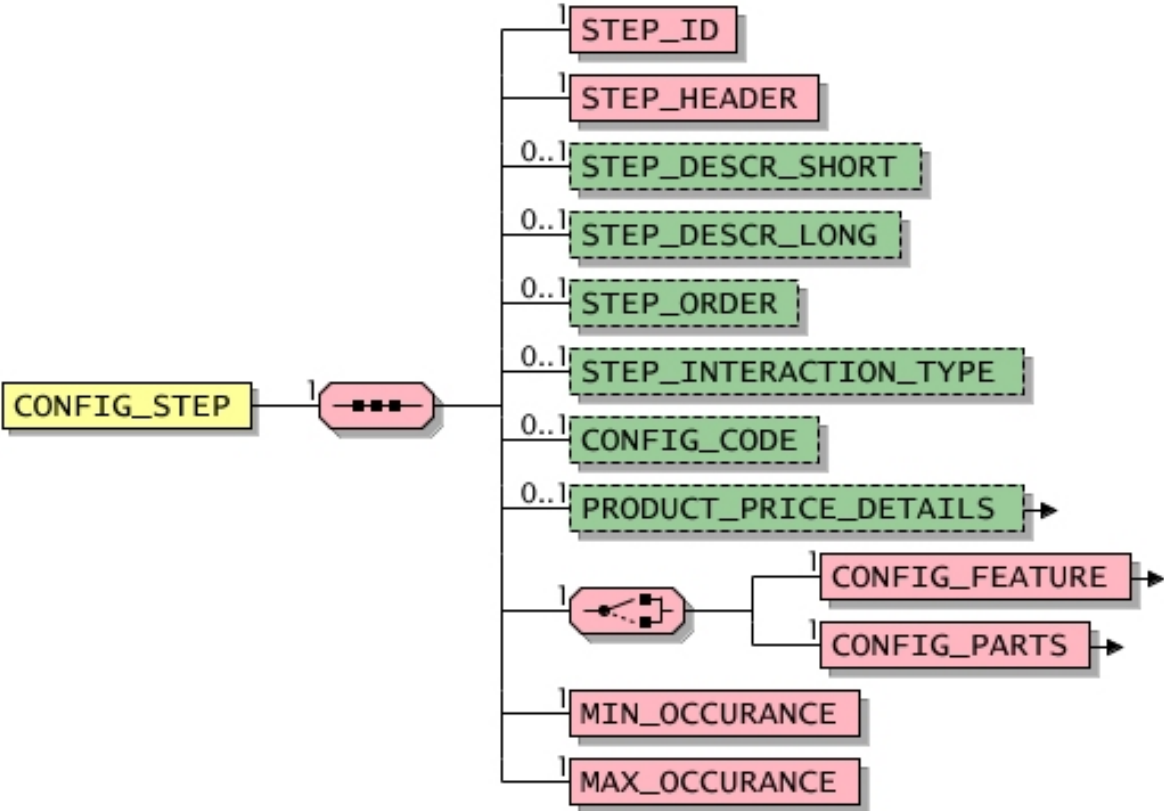 1 STEP_ID
1 STEP_HEADER
0..1 STEP_DESCR_SHORT
0..1 STEP_DESCR_LONG
0..1 STEP_ORDER
0..1 STEP_INTERACTION_TYPE
CONFIG_STEP 1
0..1 CONFIG_CODE
0..1 PRODUCT_PRICE_DETAILS
1 CONFIG_FEATURE
1
1 CONFIG_PARTS
1 MIN_OCCURANCE
1 MAX_OCCURANCE